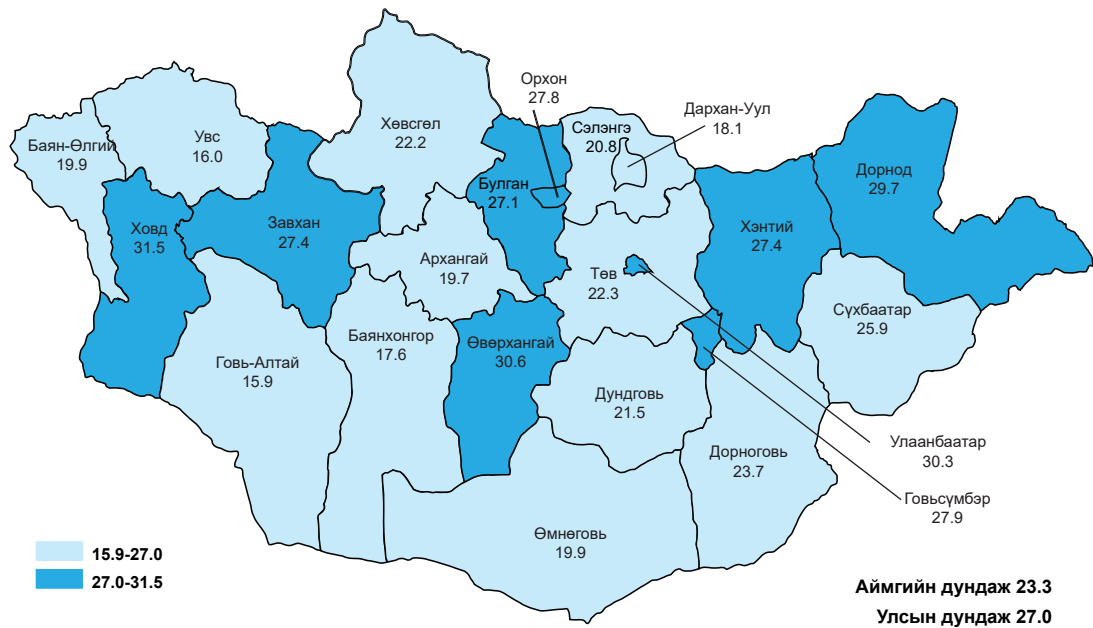 Орхон
27.8
Дархан-Уул
18.1
Хөвсгөл
22.2
Сэлэнгэ
20.8
Увс
16.0
Баян-Өлгий
19.9
Дорнод
29.7
Булган
27.1
Ховд
31.5
Завхан
27.4
Хэнтий
27.4
Архангай
19.7
Төв
22.3
Сүхбаатар
25.9
Баянхонгор
17.6
Өвөрхангай
30.6
Говь-Алтай
15.9
Дундговь
21.5
Улаанбаатар
30.3
Дорноговь
23.7
Говьсүмбэр
27.9
Өмнөговь
19.9
15.9-27.0
27.0-31.5
Аймгийн дундаж 23.3
Улсын дундаж 27.0